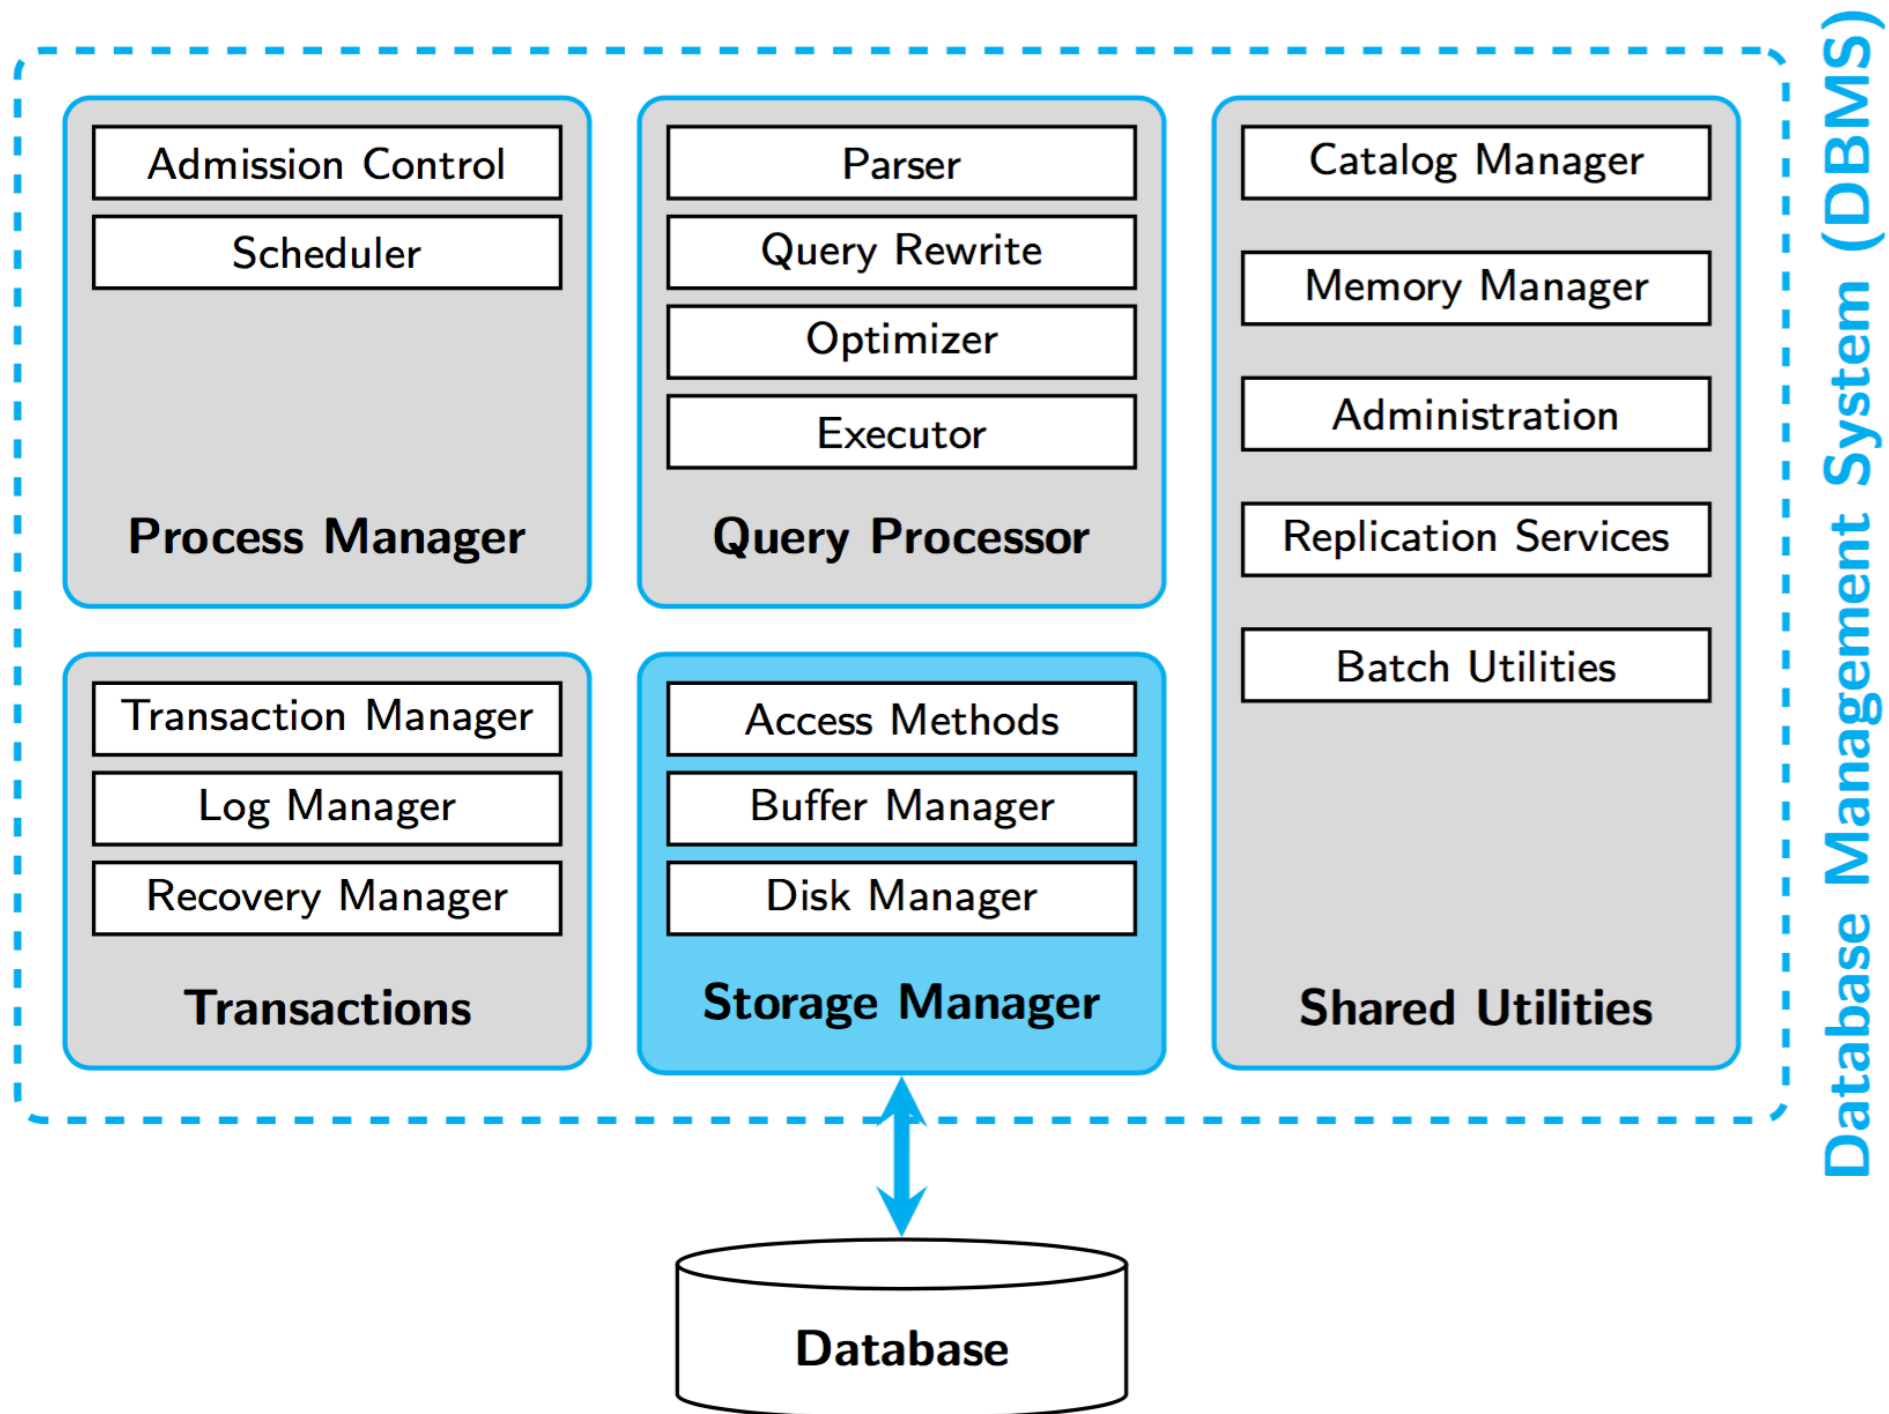 Admission Control
Scheduler
Process Manager
Parser
Query Rewrite
Optimizer
Executor
Query Processor
Catalog Manager
Memory Manager
Administration
Replication Services
Batch Utilities
Shared Utilities
Transaction Manager
Log Manager
Recovery Manager
Transactions
Access Methods
Buffer Manager
Disk Manager
Storage Manager
Database Management System (DBMS)
Database